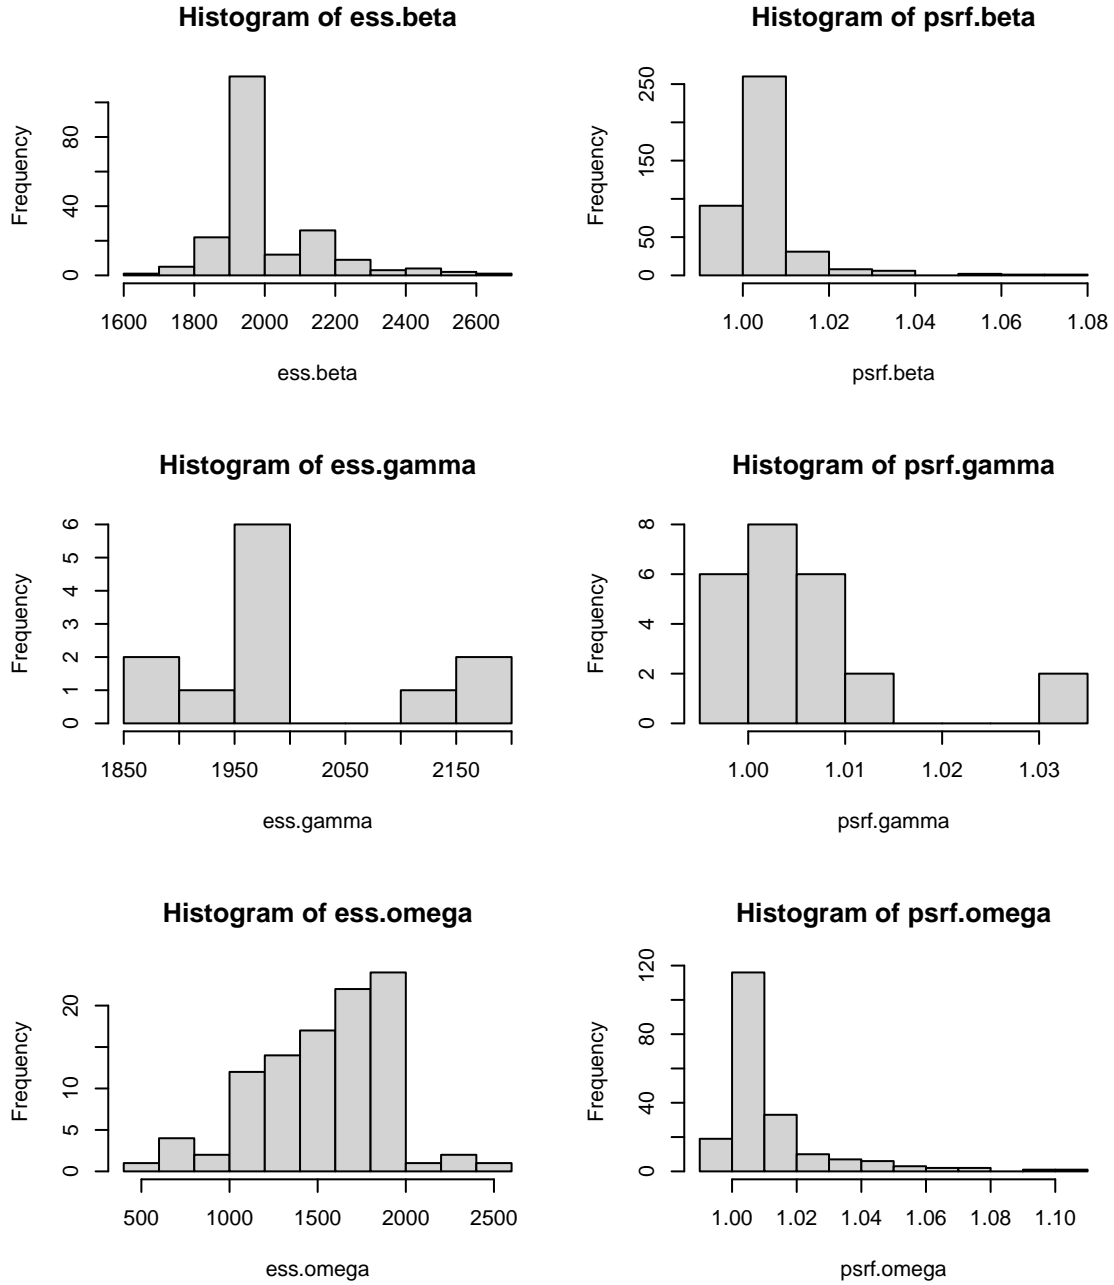 Histogram of ess.beta
Frequency
0 40 80
1600 1800 2000 2200 2400 2600
ess.beta
Histogram of psrf.beta
Frequency
0 50 150 250
1.00 1.02 1.04 1.06 1.08
psrf.beta
Histogram of ess.gamma
Frequency
0 1 2 3 4 5 6
1850 1950 2050 2150
ess.gamma
Histogram of psrf.gamma
Frequency
0 2 4 6 8
1.00 1.01 1.02 1.03
psrf.gamma
Histogram of ess.omega
Frequency
0 5 10 20
500 1000 1500 2000 2500
ess.omega
Histogram of psrf.omega
Frequency
0 40 80 120
1.00 1.02 1.04 1.06 1.08 1.10
psrf.omega